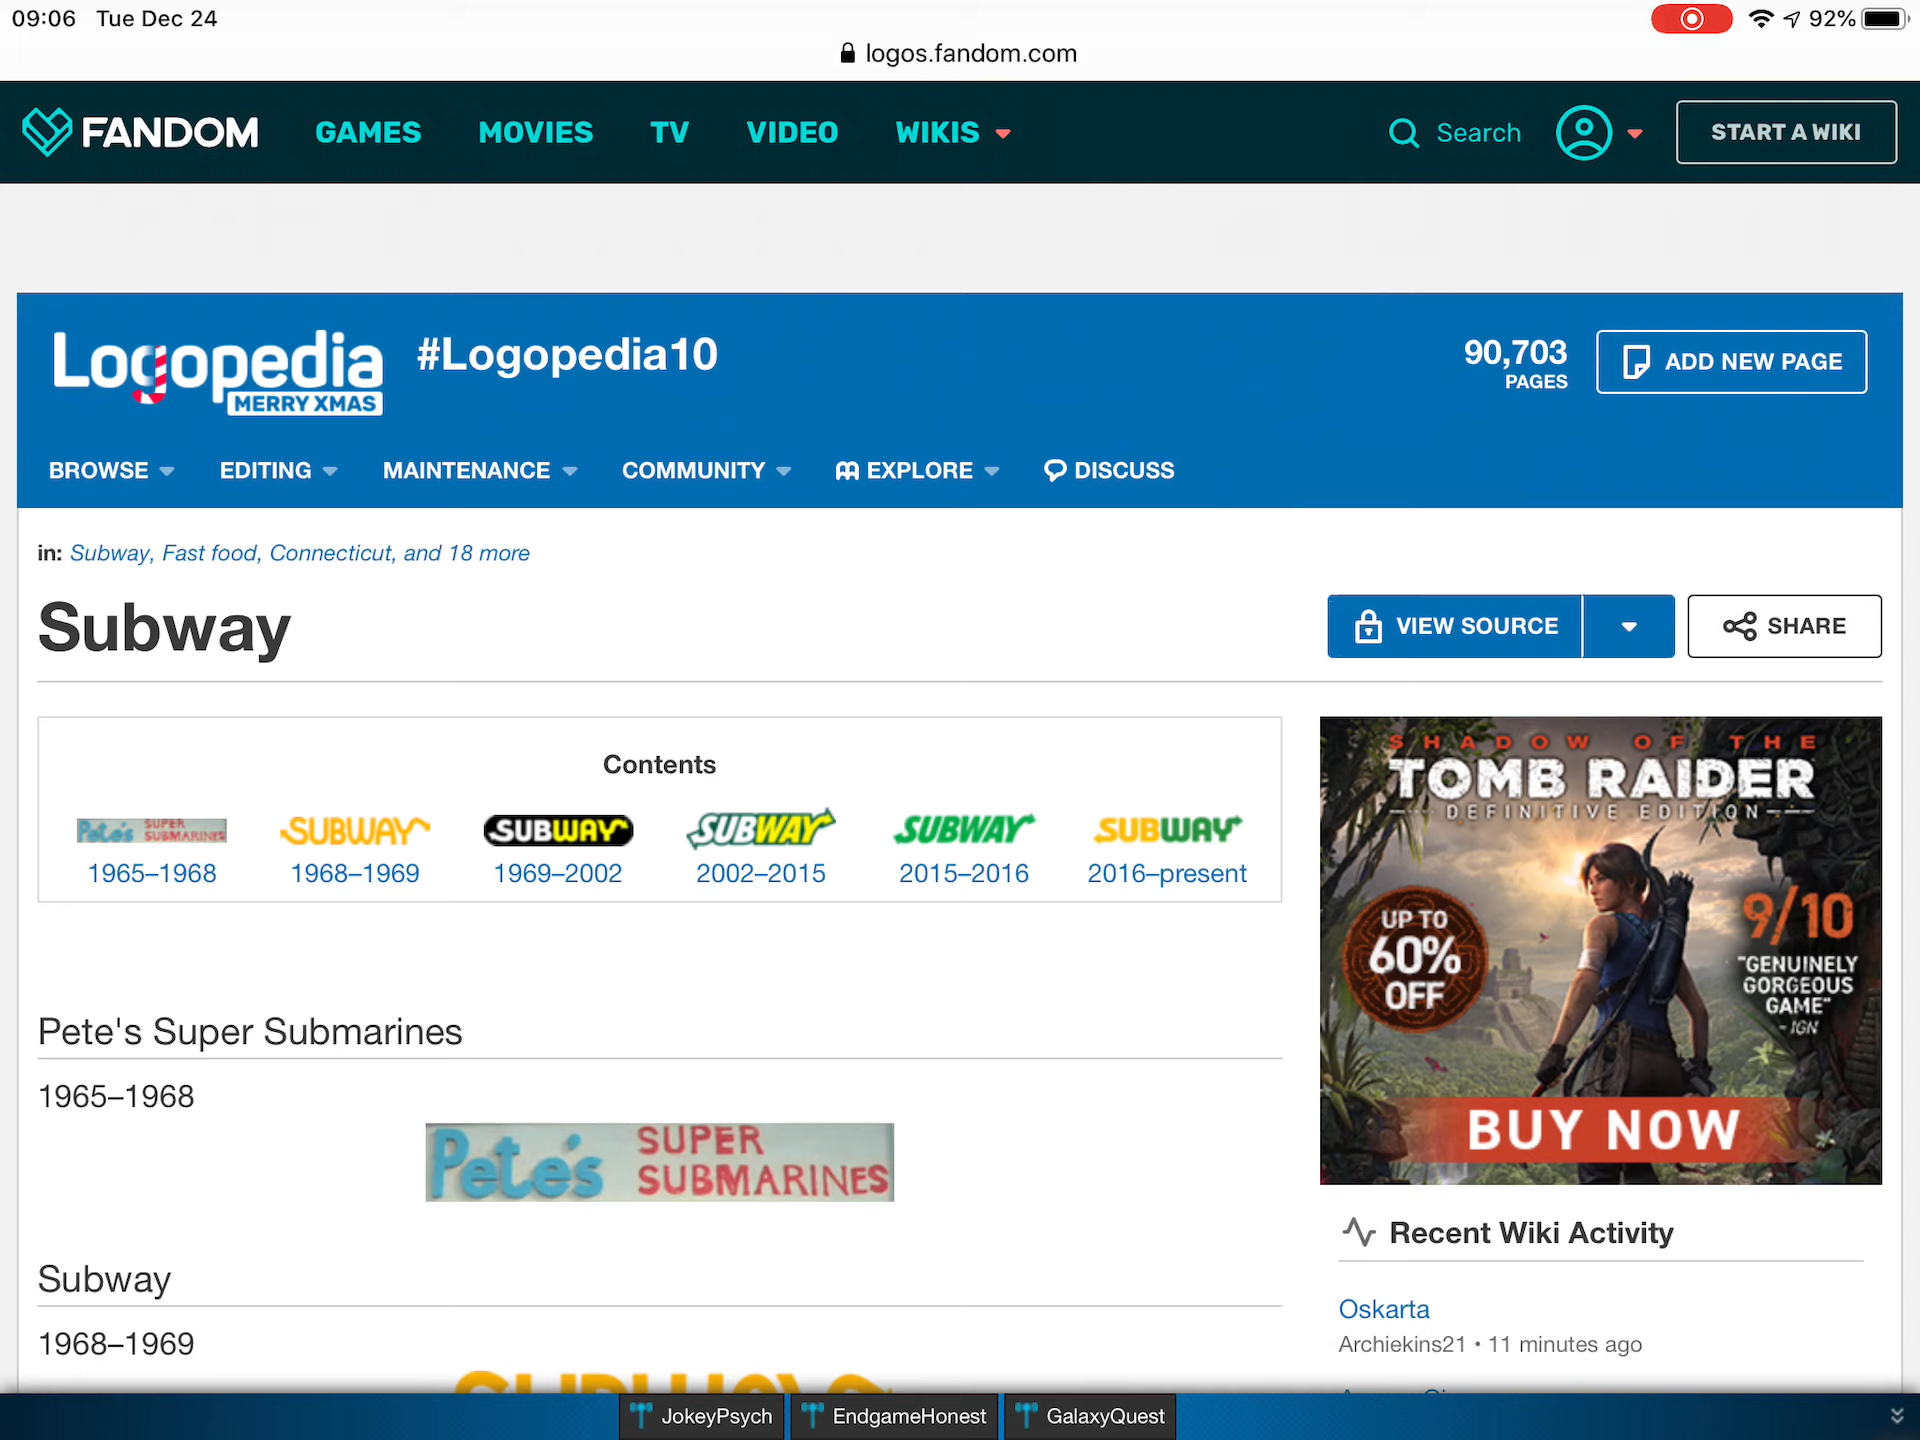 09:06 Tue Dec 24
92%
logos.fandom.com
FANDOM GAMES MOVIES TV VIDEO WIKIS Search START A WIKI
Logopedia
MERRY XMAS
#Logopedia10
90,703
PAGES
ADD NEW PAGE
BROWSE EDITING MAINTENANCE COMMUNITY EXPLORE DISCUSS
in: Subway, Fast food, Connecticut, and 18 more
Subway
VIEW SOURCE
SHARE
Contents
Pete's SUPER SUBMARINES
SUBWAY
SUBWAY
SUBWAY
SUBWAY
SUBWAY
1965–1968 1968–1969 1969–2002 2002–2015 2015–2016 2016–present
Pete's Super Submarines
1965–1968
Pete's SUPER
SUBMARINES
Subway
1968–1969
SUBWAY
SHADOW OF THE
TOMB RAIDER
DEFINITIVE EDITION
UP TO
60%
OFF
9/10
"GENUINELY
GORGEOUS
GAME"
- IGN
BUY NOW
Recent Wiki Activity
Oskarta
Archiekins21 • 11 minutes ago
JokeyPsych EndgameHonest GalaxyQuest